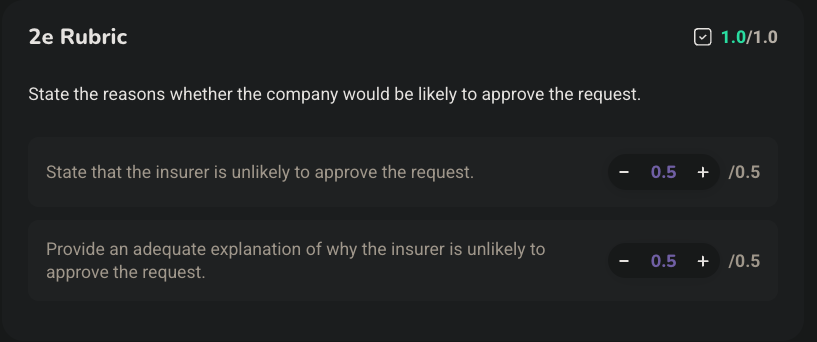 2e Rubric
1.0/1.0
State the reasons whether the company would be likely to approve the request.
State that the insurer is unlikely to approve the request.
− 0.5 + /0.5
Provide an adequate explanation of why the insurer is unlikely to
approve the request.
− 0.5 + /0.5